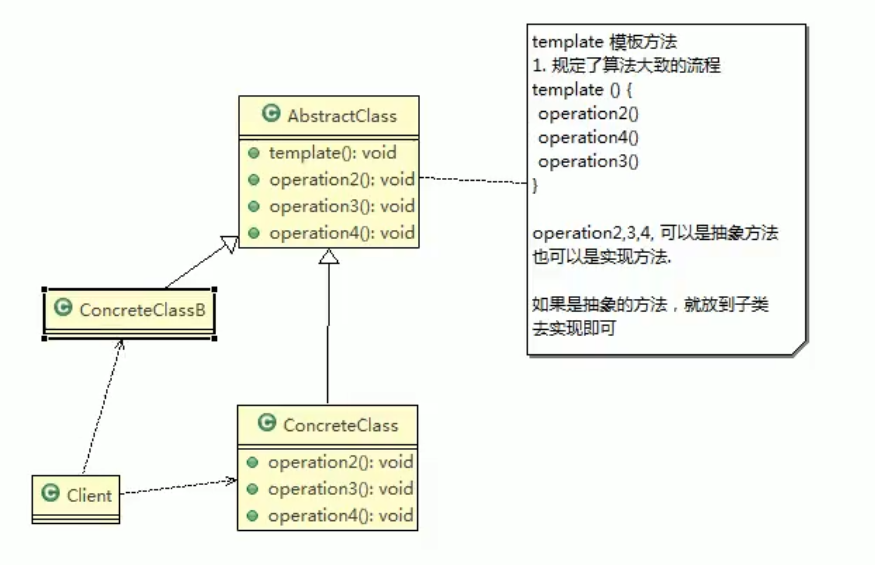 AbstractClass
template(): void
operation2(): void
operation3(): void
operation4(): void
template 模板方法
1. 规定了算法大致的流程
template () {
operation2()
operation4()
operation3()
}
operation2,3,4, 可以是抽象方法
也可以是实现方法.
如果是抽象的方法，就放到子类
去实现即可
ConcreteClassB
ConcreteClass
operation2(): void
operation3(): void
operation4(): void
Client